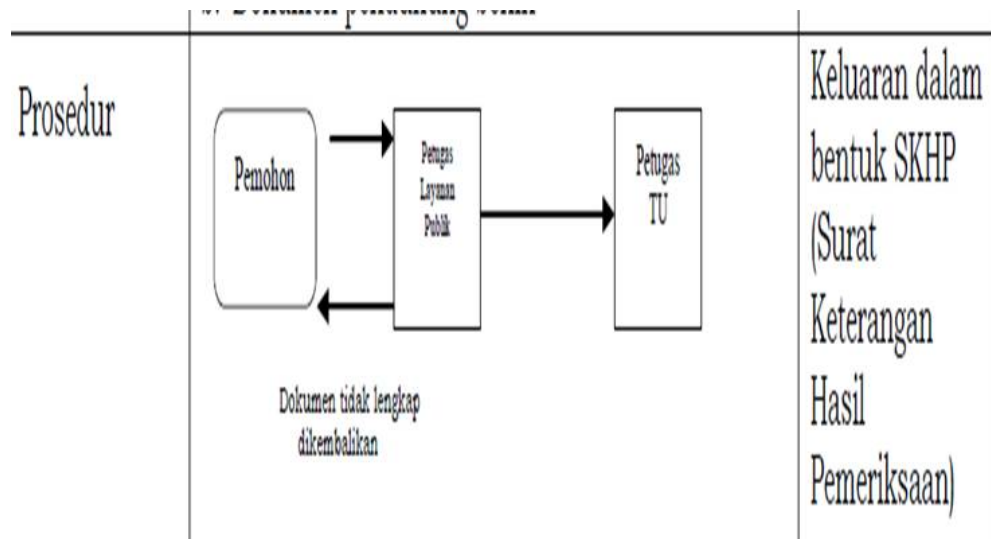 Prosedur
Pemohon
Petugas
Layanan
Publik
Petugas
TU
Dokumen tidak lengkap
dikembalikan
Keluaran dalam
bentuk SKHP
(Surat
Keterangan
Hasil
Pemeriksaan)